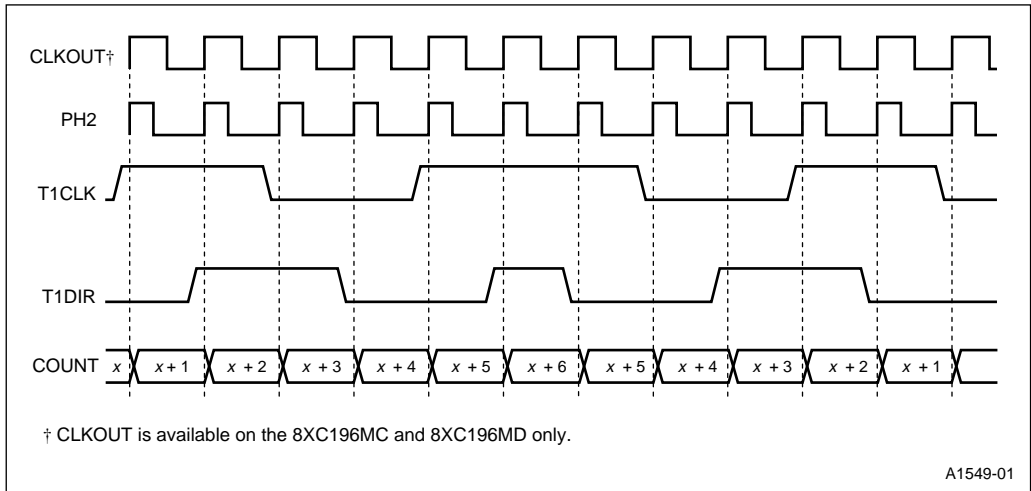 CLKOUT†
PH2
T1CLK
T1DIR
COUNT x x + 1 x + 2 x + 3 x + 4 x + 5 x + 6 x + 5 x + 4 x + 3 x + 2 x + 1
† CLKOUT is available on the 8XC196MC and 8XC196MD only.
A1549-01